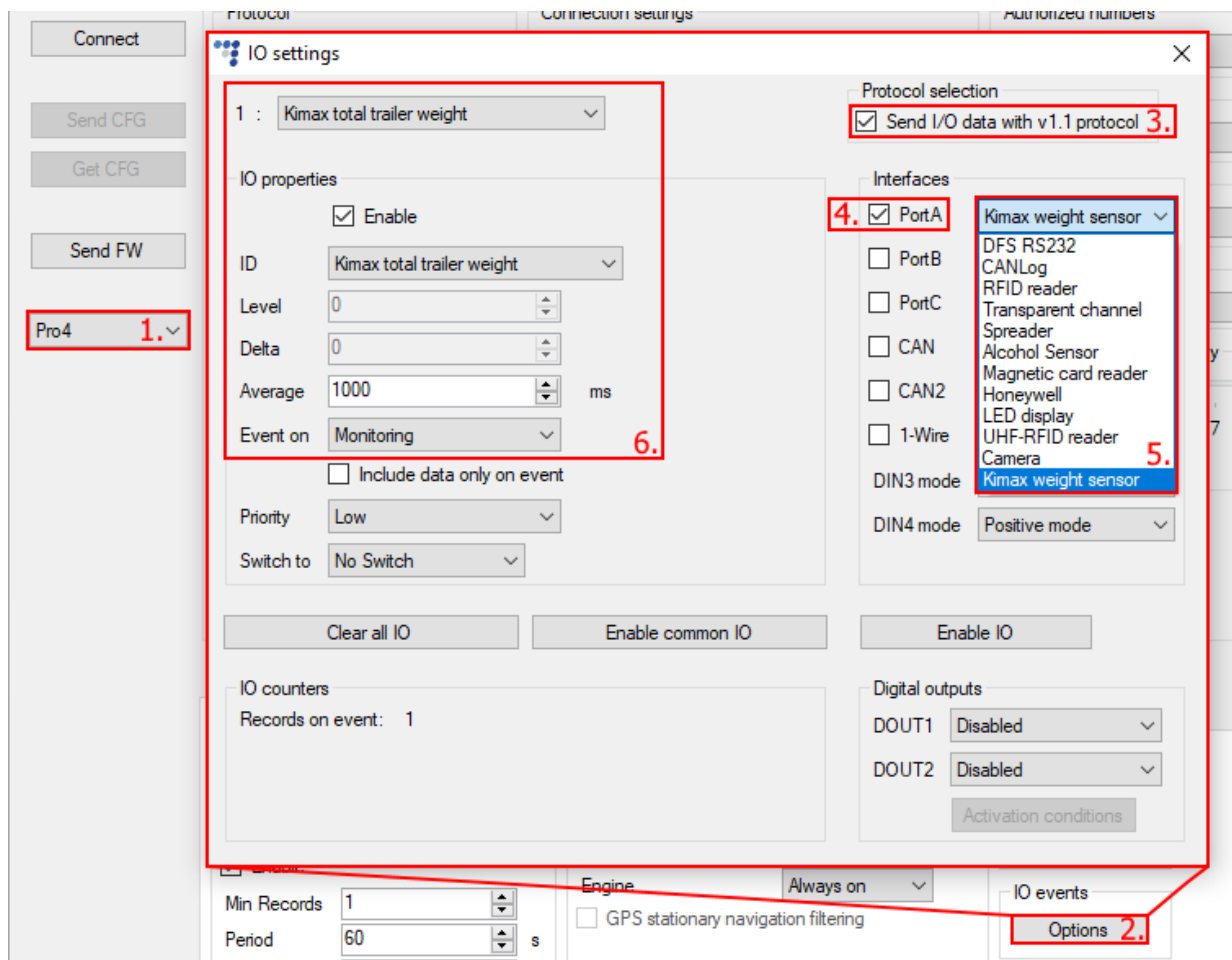 Protocol
Connection settings
Authorized numbers
Connect
Send CFG
Get CFG
Send FW
Pro4 1.
IO settings
1 : Kimax total trailer weight
Protocol selection
Send I/O data with v1.1 protocol 3.
IO properties
Enable
ID Kimax total trailer weight
Level 0
Delta 0
Average 1000 ms
Event on Monitoring
6.
Include data only on event
Priority Low
Switch to No Switch
Interfaces
4. PortA Kimax weight sensor
PortB
PortC
CAN
CAN2
1-Wire
DFS RS232
CANLog
RFID reader
Transparent channel
Spreader
Alcohol Sensor
Magnetic card reader
Honeywell
LED display
UHF-RFID reader
Camera
5.
Kimax weight sensor
DIN3 mode
DIN4 mode Positive mode
y
7
Clear all IO
Enable common IO
Enable IO
IO counters
Records on event: 1
Digital outputs
DOUT1 Disabled
DOUT2 Disabled
Activation conditions
Min Records 1
Period 60 s
Engine Always on
GPS stationary navigation filtering
IO events
Options 2.